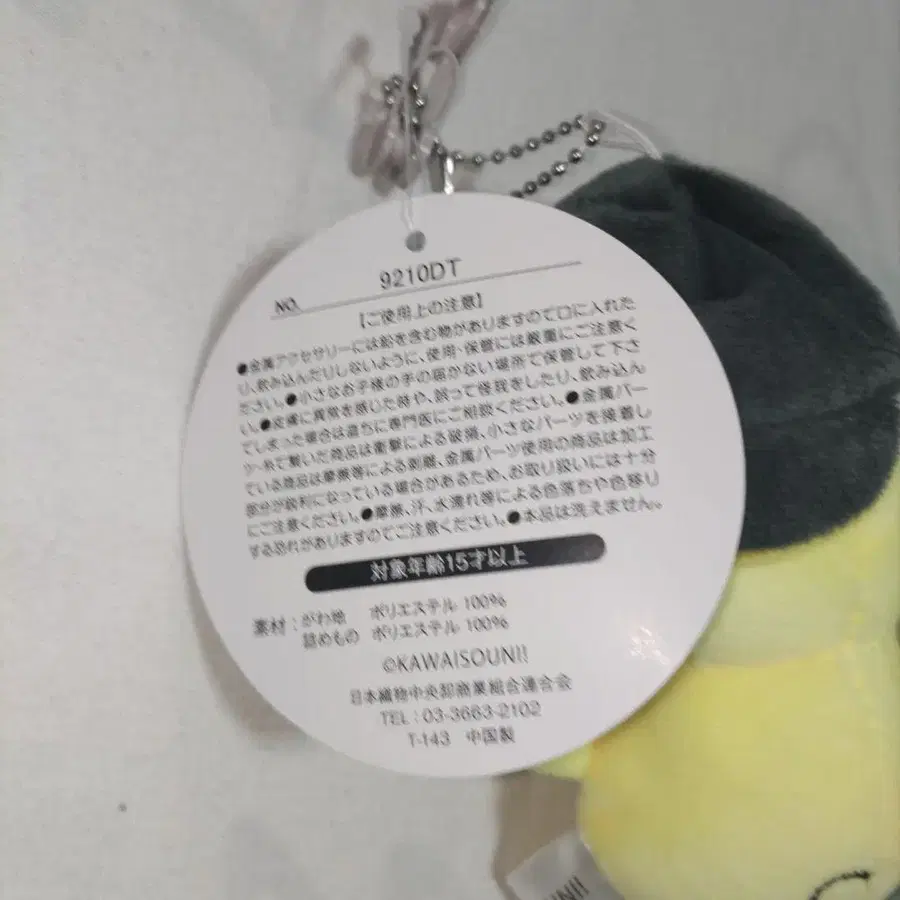 NO. 9210DT
【ご使用上の注意】
●金属アクセサリーには鉛を含む物がありますので口に入れた
り、飲み込んだりしないように、使用・保管には厳重にご注意く
ださい。●小さなお子様の手の届かない場所で保管して下さ
い。●皮膚に異常を感じた時や、誤って怪我をしたり、飲み込ん
でしまった場合は直ちに専門医にご相談ください。●金属パー
ツ・糸で繋いだ商品は衝撃による破損、小さなパーツを接着し
ている商品は摩擦等による剥離、金属パーツ使用の商品は加工
部分が鋭利になっている場合があるため、お取り扱いには十分
にご注意ください。●摩擦、汗、水濡れ等による色落ちや色移り
する恐れがありますのでご注意ください。●本品は洗えません。
対象年齢15才以上
素材：がわ地 ポリエステル 100%
詰めもの ポリエステル 100%
©KAWAISOUNI!
日本織物中央卸商業組合連合会
TEL：03-3663-2102
T-143 中国製
UNI!